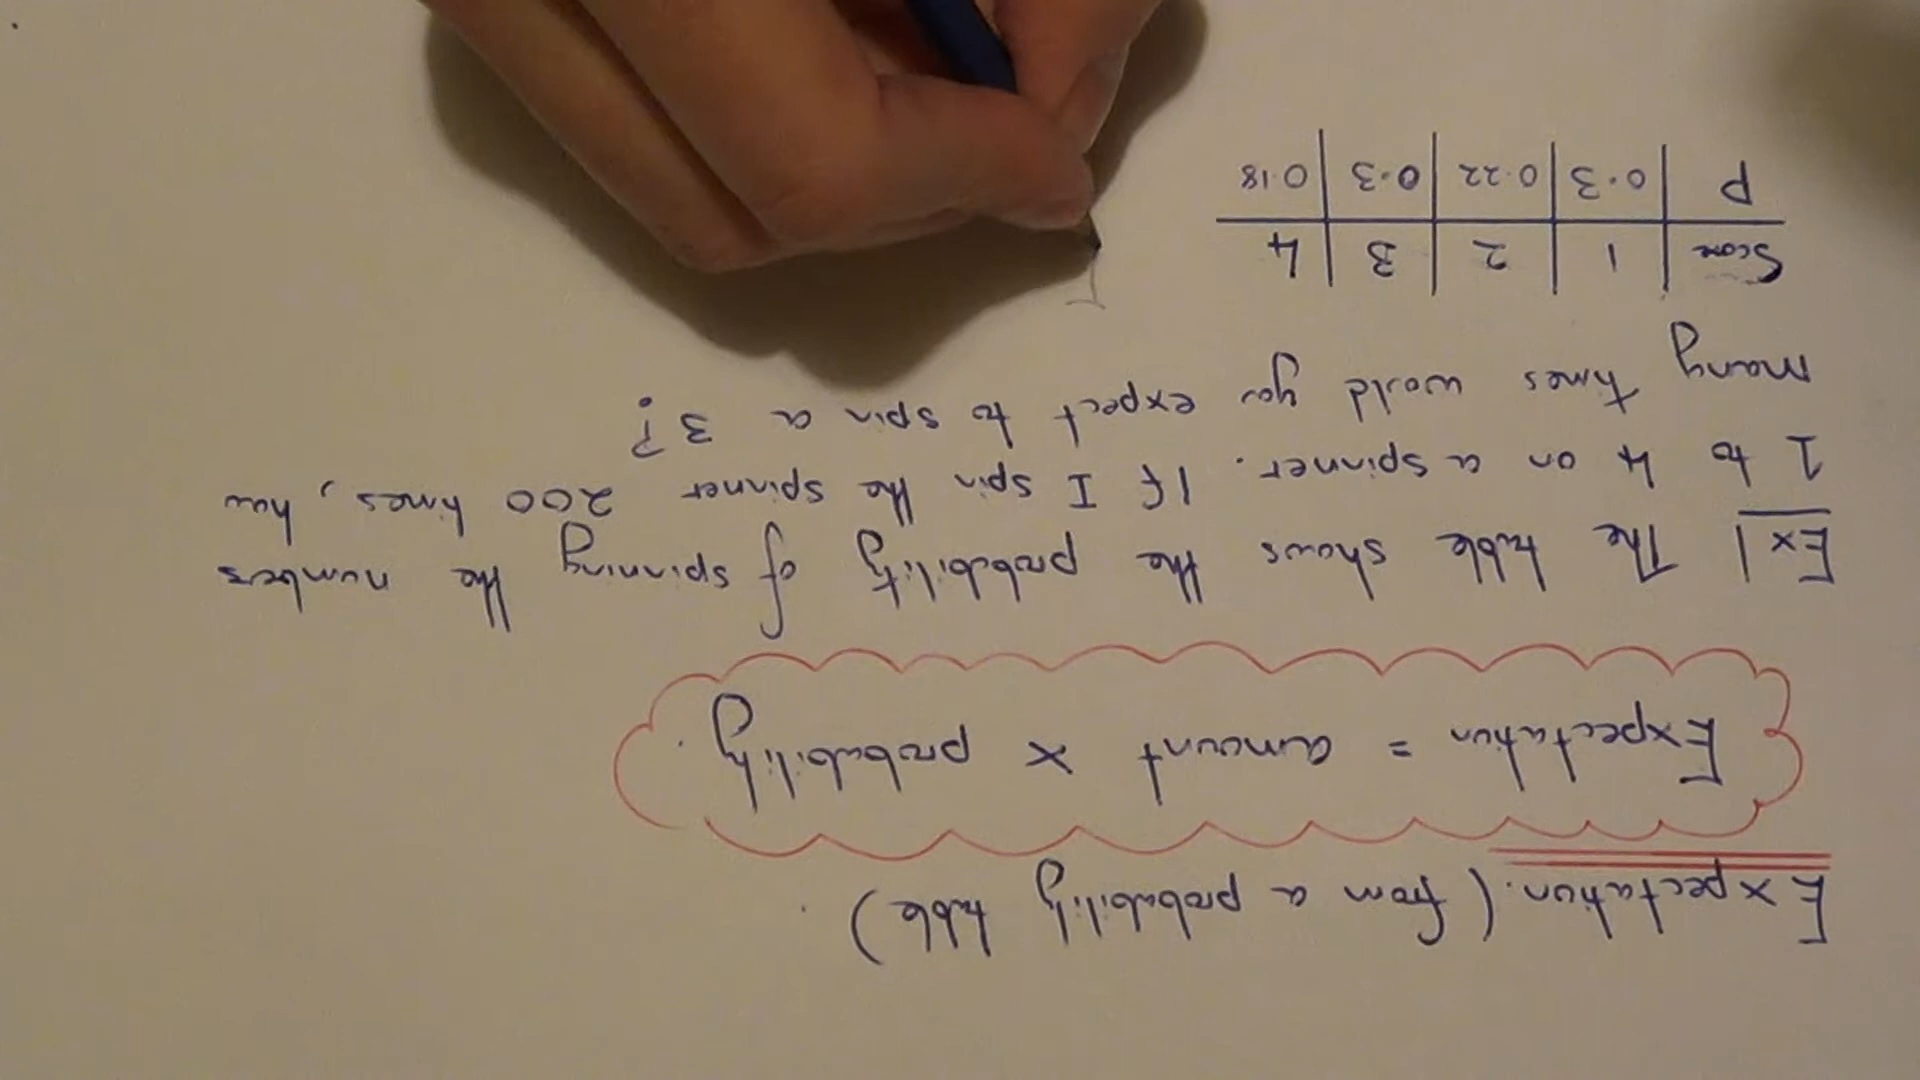 Expectation. (from a probability table).
Expectation = amount x probability.
Ex1 The table shows the probability of spinning the numbers
1 to 4 on a spinner. If I spin the spinner 200 times, how
many times would you expect to spin a 3?
Score 1 2 3 4
P 0.3 0.22 0.3 0.18